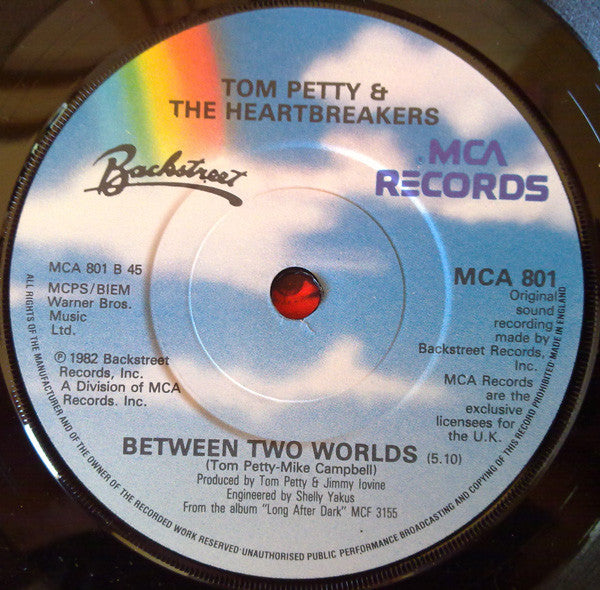 TOM PETTY &
THE HEARTBREAKERS
Backstreet
® MCA
RECORDS
MCA 801 B 45
MCPS/BIEM
Warner Bros.
Music
Ltd.
℗ 1982 Backstreet
Records, Inc.
A Division of MCA
Records. Inc.
MCA 801
Original
sound
recording
made by
Backstreet Records,
Inc.
MCA Records
are the
exclusive
licensees for
the U.K.
BETWEEN TWO WORLDS (5.10)
(Tom Petty-Mike Campbell)
Produced by Tom Petty & Jimmy Iovine
Engineered by Shelly Yakus
From the album "Long After Dark" MCF 3155
ALL RIGHTS OF THE MANUFACTURER AND OF THE OWNER OF THE RECORDED WORK RESERVED·UNAUTHORISED PUBLIC PERFORMANCE BROADCASTING AND COPYING OF THIS RECORD PROHIBITED MADE IN ENGLAND